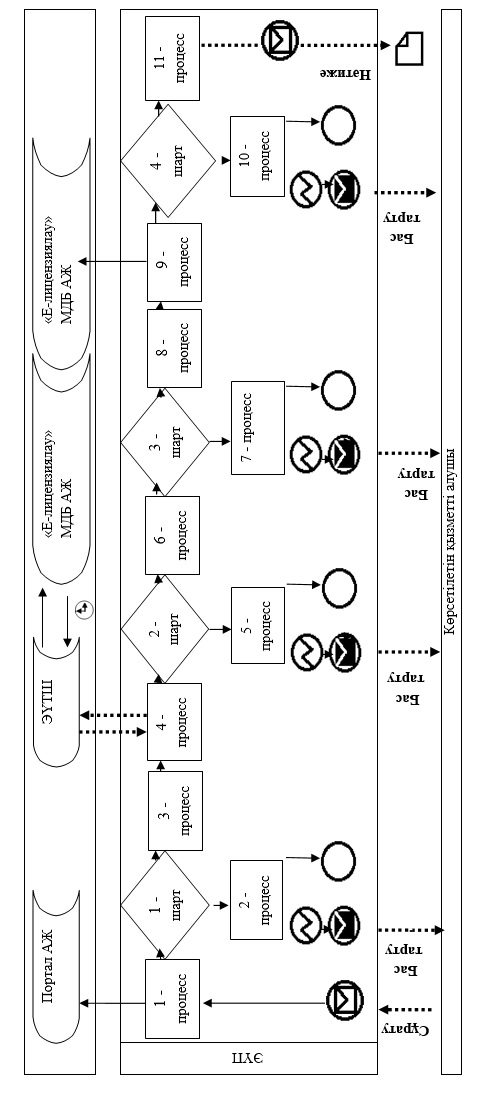 Портал АЖ
ЭҮТШ
«Е-лицензиялау»
МДБ АЖ
«Е-лицензиялау»
МДБ АЖ
ЭҮП
1 -
процесс
1 -
шарт
2 -
процесс
3 -
процесс
4 -
процесс
2 -
шарт
5 -
процесс
6 -
процесс
3 -
шарт
7 - процесс
8 -
процесс
9 -
процесс
4 -
шарт
10 -
процесс
11 -
процесс
Сұрату
Бас
тарту
Бас
тарту
Бас
тарту
Бас
тарту
Нәтиже
Көрсетілетін қызметті алушы